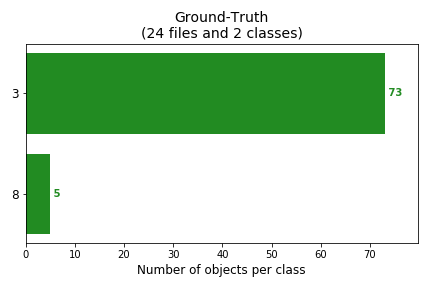 Ground-Truth
(24 files and 2 classes)
3
73
8
5
0 10 20 30 40 50 60 70
Number of objects per class